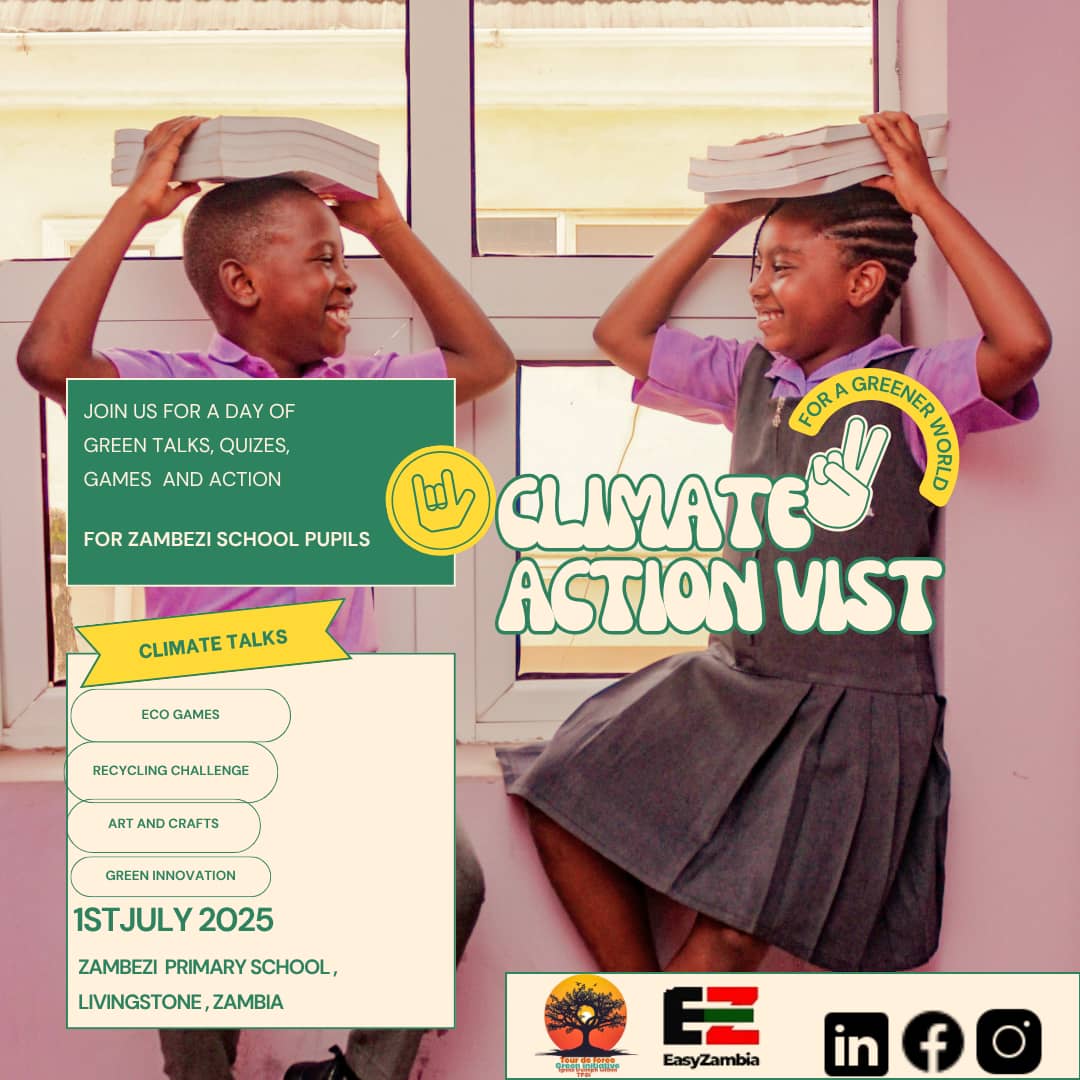 JOIN US FOR A DAY OF
GREEN TALKS, QUIZES,
GAMES AND ACTION
FOR ZAMBEZI SCHOOL PUPILS
FOR A GREENER WORLD
CLIMATE
ACTION VIST
CLIMATE TALKS
ECO GAMES
RECYCLING CHALLENGE
ART AND CRAFTS
GREEN INNOVATION
1STJULY 2025
ZAMBEZI PRIMARY SCHOOL ,
LIVINGSTONE , ZAMBIA
Tour de force
Green initiative
EZ
EasyZambia
in
f